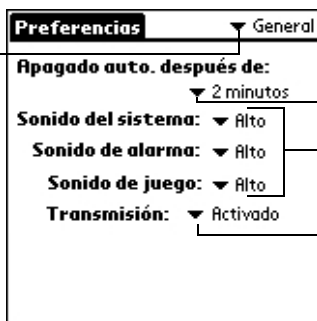 Preferencias General
Apagado auto. después de:
2 minutos
Sonido del sistema: Alto
Sonido de alarma: Alto
Sonido de juego: Alto
Transmisión: Activado